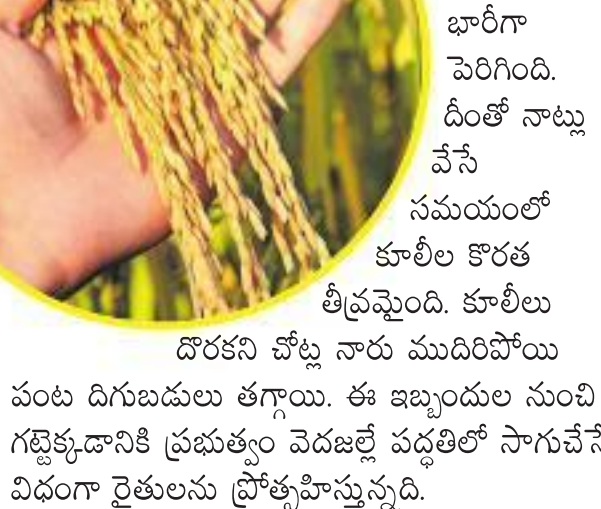 భారీగా
పెరిగింది.
దీంతో నాట్లు
వేసే
సమయంలో
కూలీల కొరత
తీవ్రమైంది. కూలీలు
దొరకని చోట్ల నారు ముదిరిపోయి
పంట దిగుబడులు తగ్గాయి. ఈ ఇబ్బందుల నుంచి
గట్టెక్కడానికి ప్రభుత్వం వెదజల్లే పద్ధతిలో సాగుచేసే
విధంగా రైతులను ప్రోత్సహిస్తున్నది.